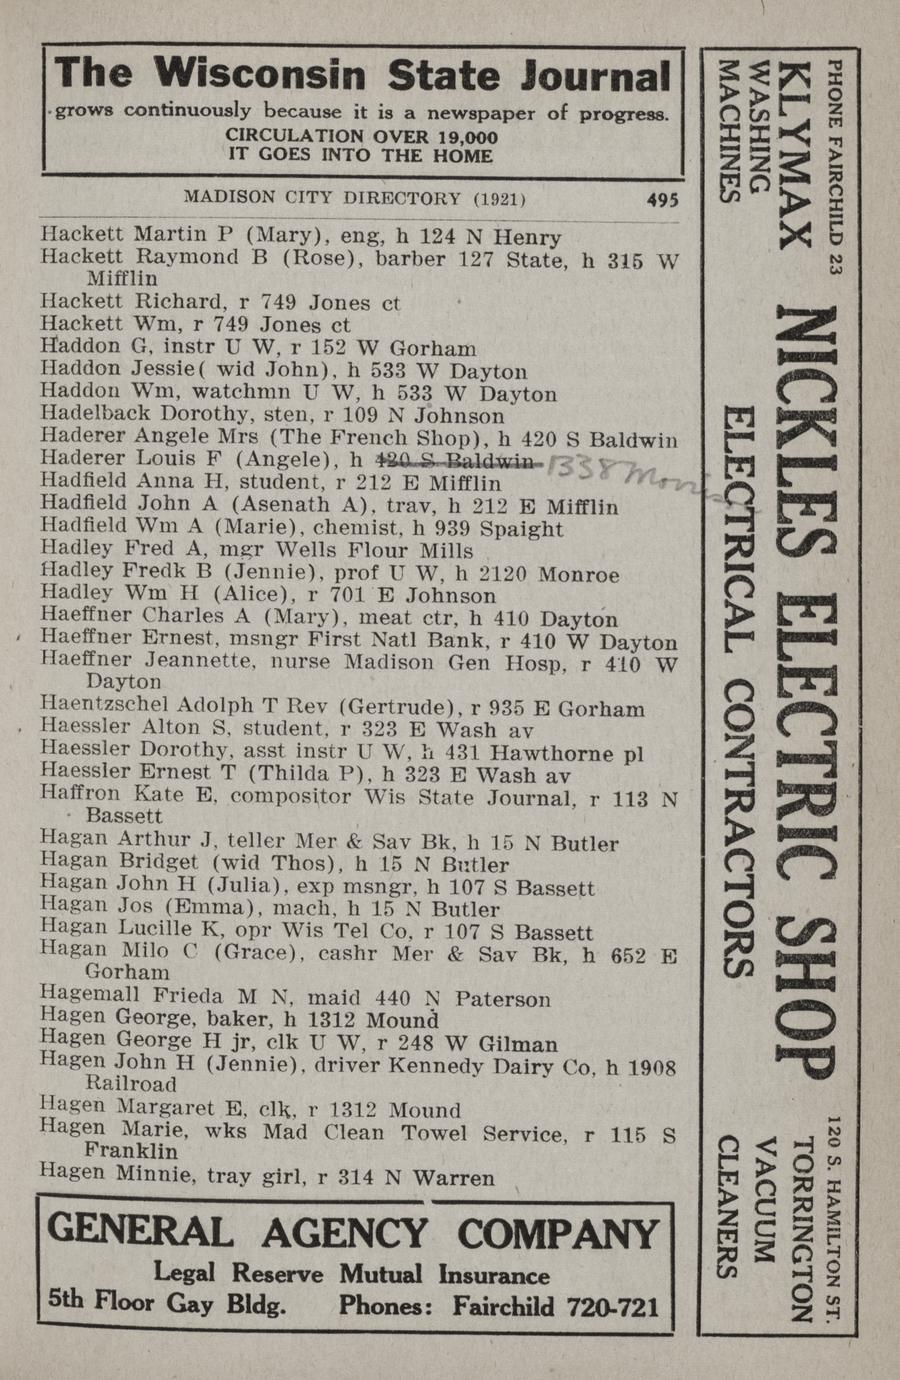 The Wisconsin State Journal
grows continuously because it is a newspaper of progress.
CIRCULATION OVER 19,000
IT GOES INTO THE HOME
MADISON CITY DIRECTORY (1921) 495
Hackett Martin P (Mary), eng, h 124 N Henry
Hackett Raymond B (Rose), barber 127 State, h 315 W
Mifflin
Hackett Richard, r 749 Jones ct
Hackett Wm, r 749 Jones ct
Haddon G, instr U W, r 152 W Gorham
Haddon Jessie( wid John), h 533 W Dayton
Haddon Wm, watchmn U W, h 533 W Dayton
Hadelback Dorothy, sten, r 109 N Johnson
Haderer Angele Mrs (The French Shop), h 420 S Baldwin
Haderer Louis F (Angele), h 420 S Baldwin 1338
Hadfield Anna H, student, r 212 E Mifflin
Hadfield John A (Asenath A), trav, h 212 E Mifflin
Hadfield Wm A (Marie), chemist, h 939 Spaight
Hadley Fred A, mgr Wells Flour Mills
Hadley Fredk B (Jennie), prof U W, h 2120 Monroe
Hadley Wm H (Alice), r 701 E Johnson
Haeffner Charles A (Mary), meat ctr, h 410 Dayton
Haeffner Ernest, msngr First Natl Bank, r 410 W Dayton
Haeffner Jeannette, nurse Madison Gen Hosp, r 410 W
Dayton
Haentzschel Adolph T Rev (Gertrude), r 935 E Gorham
Haessler Alton S, student, r 323 E Wash av
Haessler Dorothy, asst instr U W, h 431 Hawthorne pl
Haessler Ernest T (Thilda P), h 323 E Wash av
Haffron Kate E, compositor Wis State Journal, r 113 N
Bassett
Hagan Arthur J, teller Mer & Sav Bk, h 15 N Butler
Hagan Bridget (wid Thos), h 15 N Butler
Hagan John H (Julia), exp msngr, h 107 S Bassett
Hagan Jos (Emma), mach, h 15 N Butler
Hagan Lucille K, opr Wis Tel Co, r 107 S Bassett
Hagan Milo C (Grace), cashr Mer & Sav Bk, h 652 E
Gorham
Hagemall Frieda M N, maid 440 N Paterson
Hagen George, baker, h 1312 Mound
Hagen George H jr, clk U W, r 248 W Gilman
Hagen John H (Jennie), driver Kennedy Dairy Co, h 1908
Railroad
Hagen Margaret E, clk, r 1312 Mound
Hagen Marie, wks Mad Clean Towel Service, r 115 S
Franklin
Hagen Minnie, tray girl, r 314 N Warren
GENERAL AGENCY COMPANY
Legal Reserve Mutual Insurance
5th Floor Gay Bldg. Phones: Fairchild 720-721
PHONE FAIRCHILD 23
KLYMAX
WASHING
MACHINES
NICKLES ELECTRIC SHOP
ELECTRICAL CONTRACTORS
120 S. HAMILTON ST.
TORRINGTON
VACUUM
CLEANERS